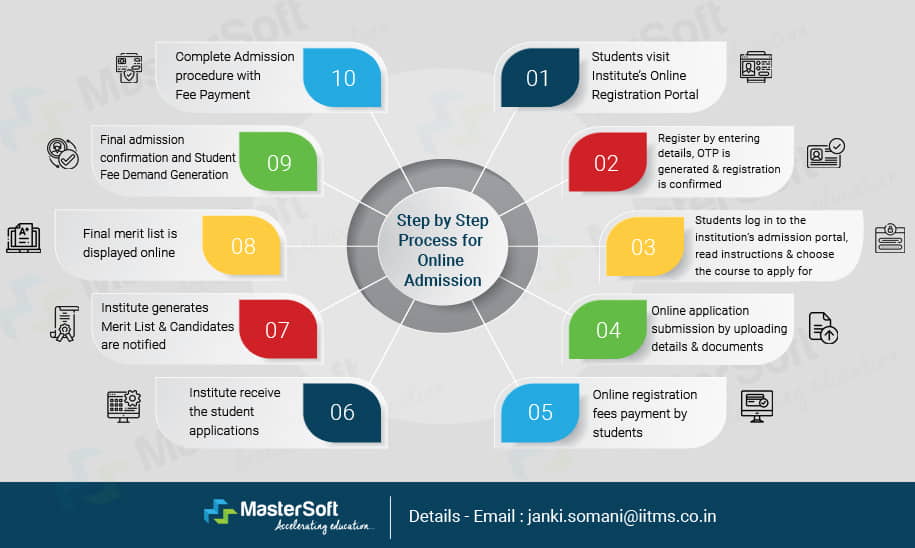 Step by Step
Process for
Online
Admission
01
Students visit
Institute's Online
Registration Portal
02
Register by entering
details, OTP is
generated & registration
is confirmed
03
Students log in to the
institution's admission portal,
read instructions & choose
the course to apply for
04
Online application
submission by uploading
details & documents
05
Online registration
fees payment by
students
06
Institute receive
the student
applications
07
Institute generates
Merit List & Candidates
are notified
08
Final merit list is
displayed online
A+
09
Final admission
confirmation and Student
Fee Demand Generation
10
Complete Admission
procedure with
Fee Payment
MasterSoft
Accelerating education...
Details - Email : janki.somani@iitms.co.in